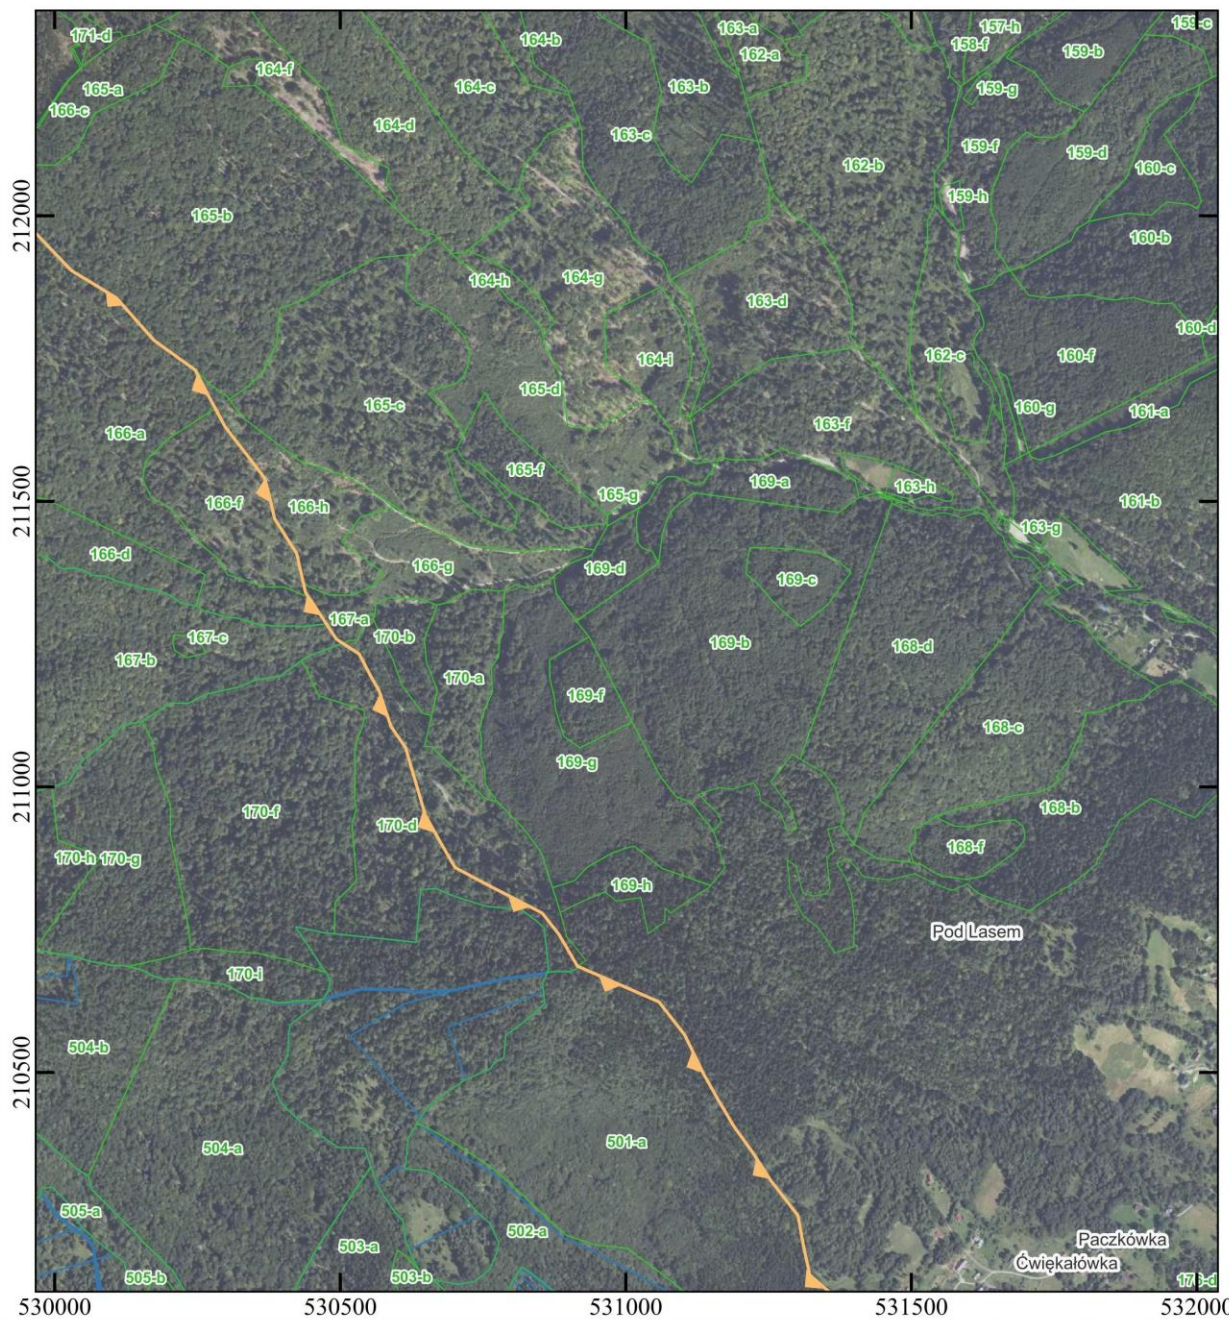 163-a
157-h
159-c
171-d
164-b
162-a
158-f
159-b
164-f
165-a
164-c
163-b
159-g
166-c
164-d
163-c
159-f
159-d
162-b
160-c
159-h
212000
165-b
160-b
164-h
164-g
163-d
160-d
164-i
162-c
160-f
165-d
165-c
160-g
161-a
166-a
163-f
165-f
169-a
163-h
211500
166-f
166-h
165-g
161-b
163-g
166-d
166-g
169-d
169-c
167-a
167-c
170-b
169-b
168-d
167-b
170-a
169-f
168-c
169-g
211000
170-f
170-d
168-b
170-h
170-g
168-f
169-h
Pod Lasem
170-i
210500
504-b
504-a
501-a
505-a
502-a
503-a
Paczkówka
Ćwiękałówka
505-b
503-b
176-d
530000
530500
531000
531500
532000